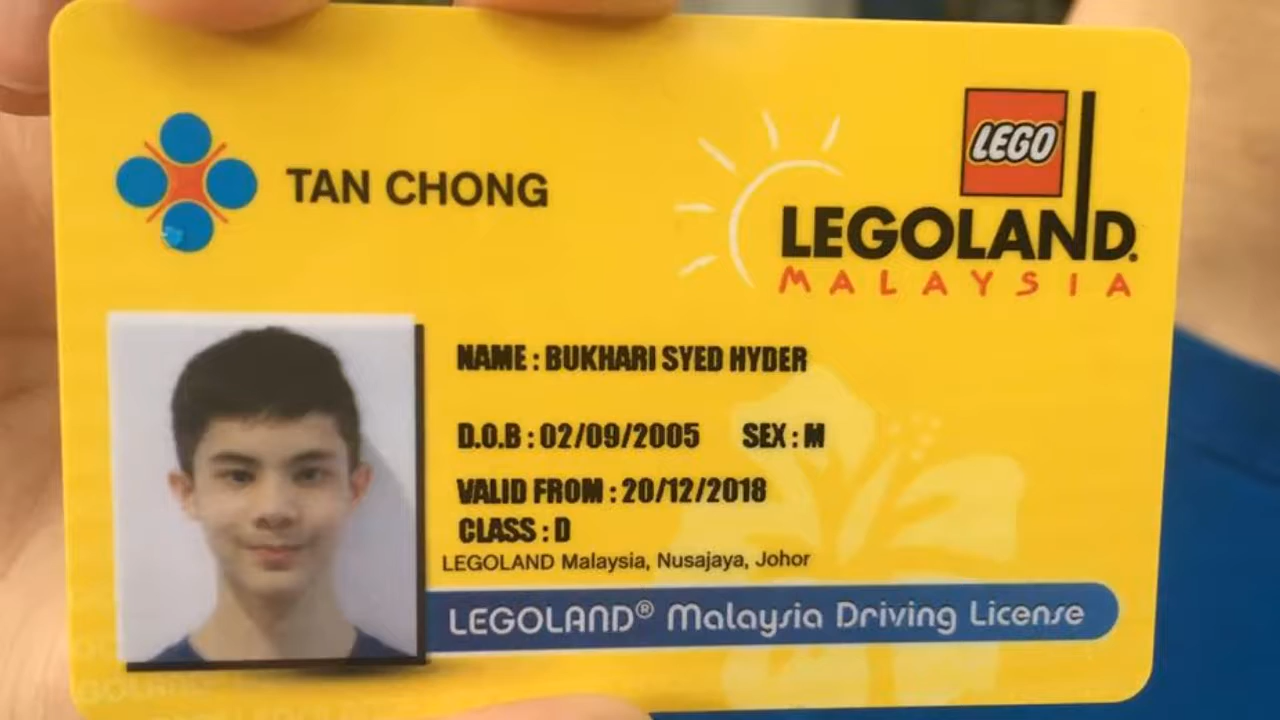 TAN CHONG
LEGO
LEGOLAND®
MALAYSIA
NAME : BUKHARI SYED HYDER
D.O.B : 02/09/2005 SEX : M
VALID FROM : 20/12/2018
CLASS : D
LEGOLAND Malaysia, Nusajaya, Johor
LEGOLAND® Malaysia Driving License